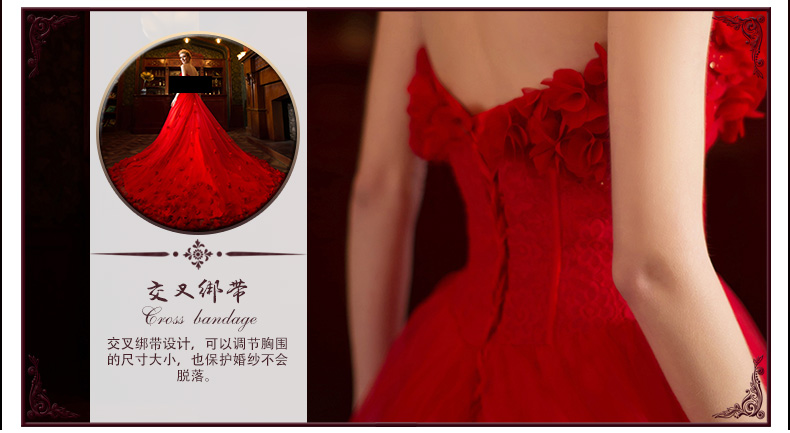 交叉绑带
Cross bandage
交叉绑带设计，可以调节胸围
的尺寸大小，也保护婚纱不会
脱落。